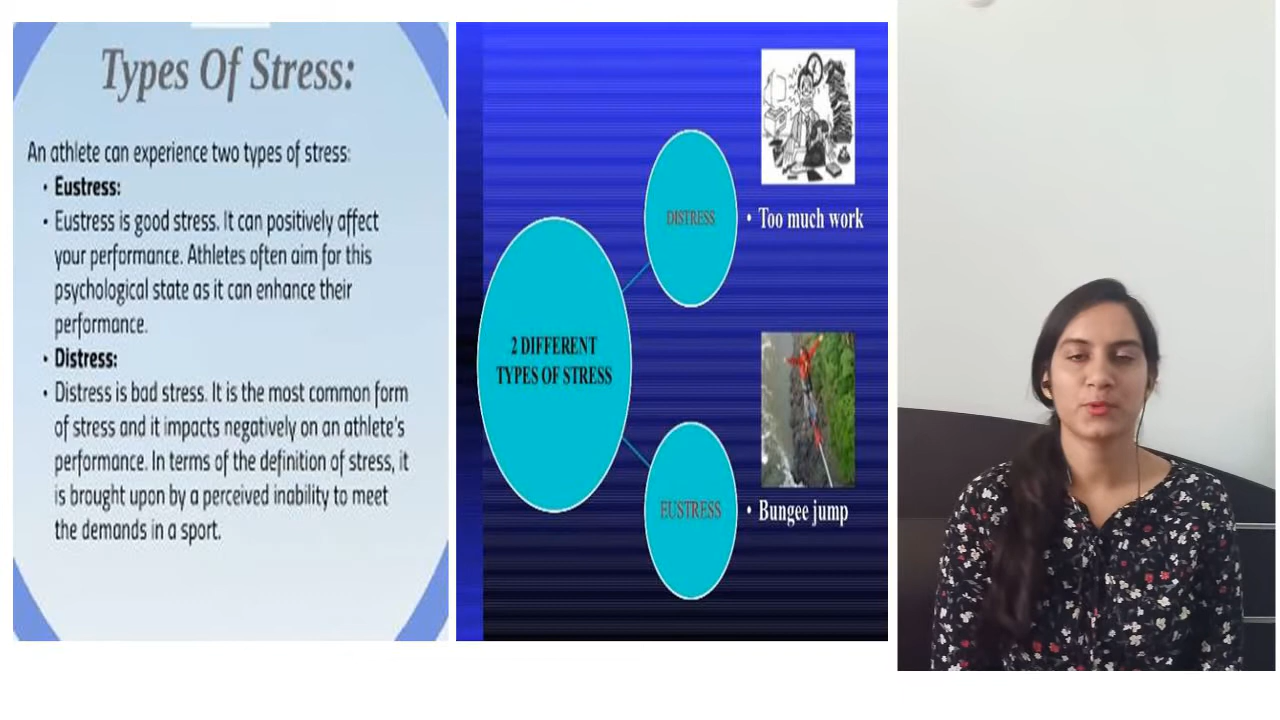 Types Of Stress:
An athlete can experience two types of stress:
• Eustress:
• Eustress is good stress. It can positively affect
your performance. Athletes often aim for this
psychological state as it can enhance their
performance.
• Distress:
• Distress is bad stress. It is the most common form
of stress and it impacts negatively on an athlete's
performance. In terms of the definition of stress, it
is brought upon by a perceived inability to meet
the demands in a sport.
2 DIFFERENT
TYPES OF STRESS
DISTRESS
• Too much work
EUSTRESS
• Bungee jump